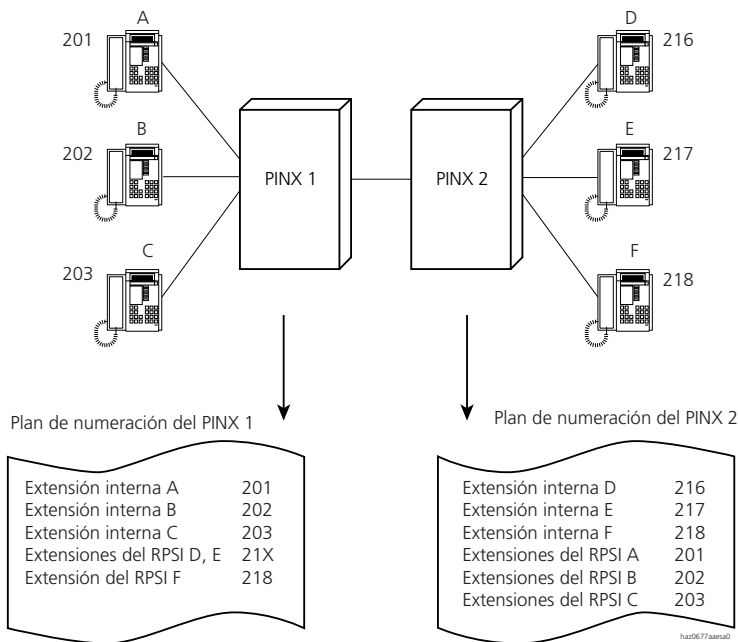 A
201
B
202
C
203
PINX 1
PINX 2
D
216
E
217
F
218
Plan de numeración del PINX 1
Extensión interna A 201
Extensión interna B 202
Extensión interna C 203
Extensiones del RPSI D, E 21X
Extensión del RPSI F 218
Plan de numeración del PINX 2
Extensión interna D 216
Extensión interna E 217
Extensión interna F 218
Extensiones del RPSI A 201
Extensiones del RPSI B 202
Extensiones del RPSI C 203
haz0677aaesa0